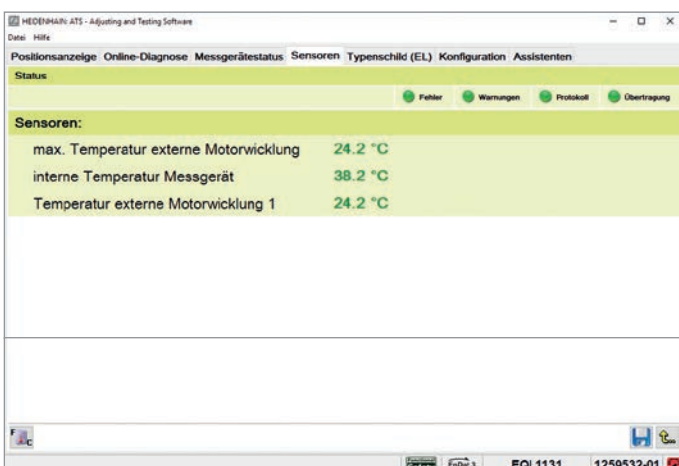 HEIDENHAIN: ATS - Adjusting and Testing Software
Datei Hilfe
Positionsanzeige Online-Diagnose Messgerätestatus Sensoren Typenschild (EL) Konfiguration Assistenten
Status
Fehler Warnungen Protokoll Übertragung
Sensoren:
max. Temperatur externe Motorwicklung 24.2 °C
interne Temperatur Messgerät 38.2 °C
Temperatur externe Motorwicklung 1 24.2 °C
F C
EnDat 3 EQI 1131 1259532-01